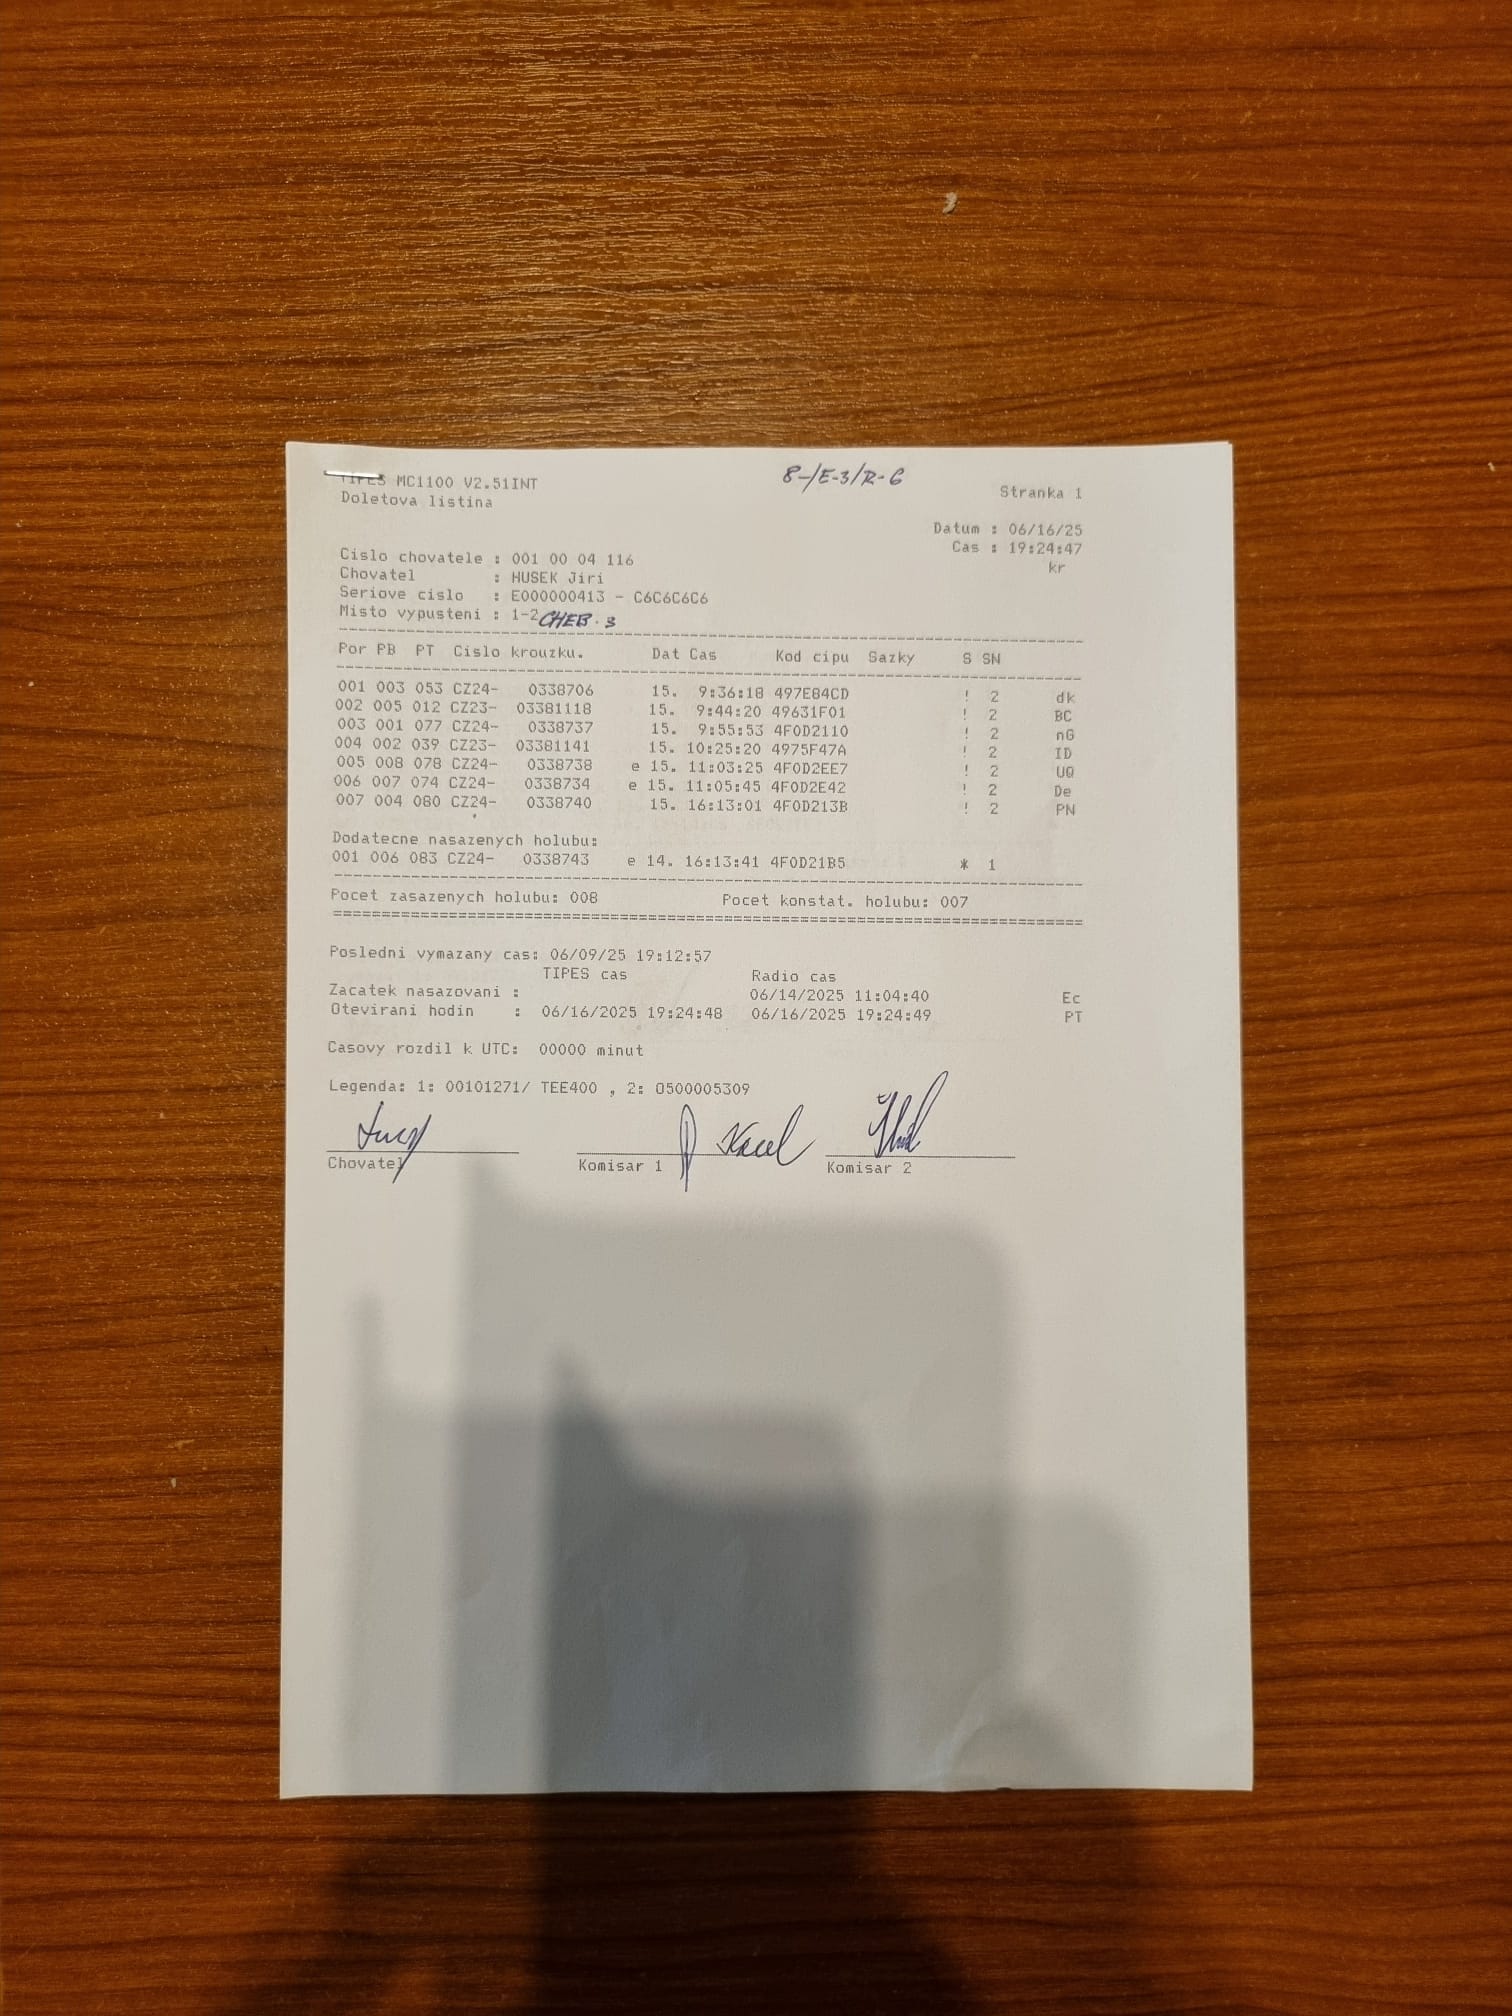 TIPES MC1100 V2.51INT
8-/E-3/R-6
Stranka 1
Doletova listina
Datum : 06/16/25
Cas : 19:24:47
kr
Cislo chovatele : 001 00 04 116
Chovatel : HUSEK Jiri
Seriove cislo : E000000413 - C6C6C6C6
Misto vypusteni : 1-2 CHEB.3
Por PB PT Cislo krouzku. Dat Cas Kod cipu Sazky S SN
001 003 053 CZ24- 0338706 15. 9:36:18 497E84CD ! 2 dk
002 005 012 CZ23- 03381118 15. 9:44:20 49631F01 ! 2 BC
003 001 077 CZ24- 0338737 15. 9:55:53 4F0D2110 ! 2 nG
004 002 039 CZ23- 03381141 15. 10:25:20 4975F47A ! 2 ID
005 008 078 CZ24- 0338738 e 15. 11:03:25 4F0D2EE7 ! 2 UQ
006 007 074 CZ24- 0338734 e 15. 11:05:45 4F0D2E42 ! 2 De
007 004 080 CZ24- 0338740 15. 16:13:01 4F0D213B ! 2 PN
Dodatecne nasazenych holubu:
001 006 083 CZ24- 0338743 e 14. 16:13:41 4F0D21B5 * 1
Pocet zasazenych holubu: 008 Pocet konstat. holubu: 007
Posledni vymazany cas: 06/09/25 19:12:57
TIPES cas Radio cas
Zacatek nasazovani : 06/14/2025 11:04:40 Ec
Otevirani hodin : 06/16/2025 19:24:48 06/16/2025 19:24:49 PT
Casovy rozdil k UTC: 00000 minut
Legenda: 1: 00101271/ TEE400 , 2: 0500005309
Chovatel Komisar 1 Komisar 2